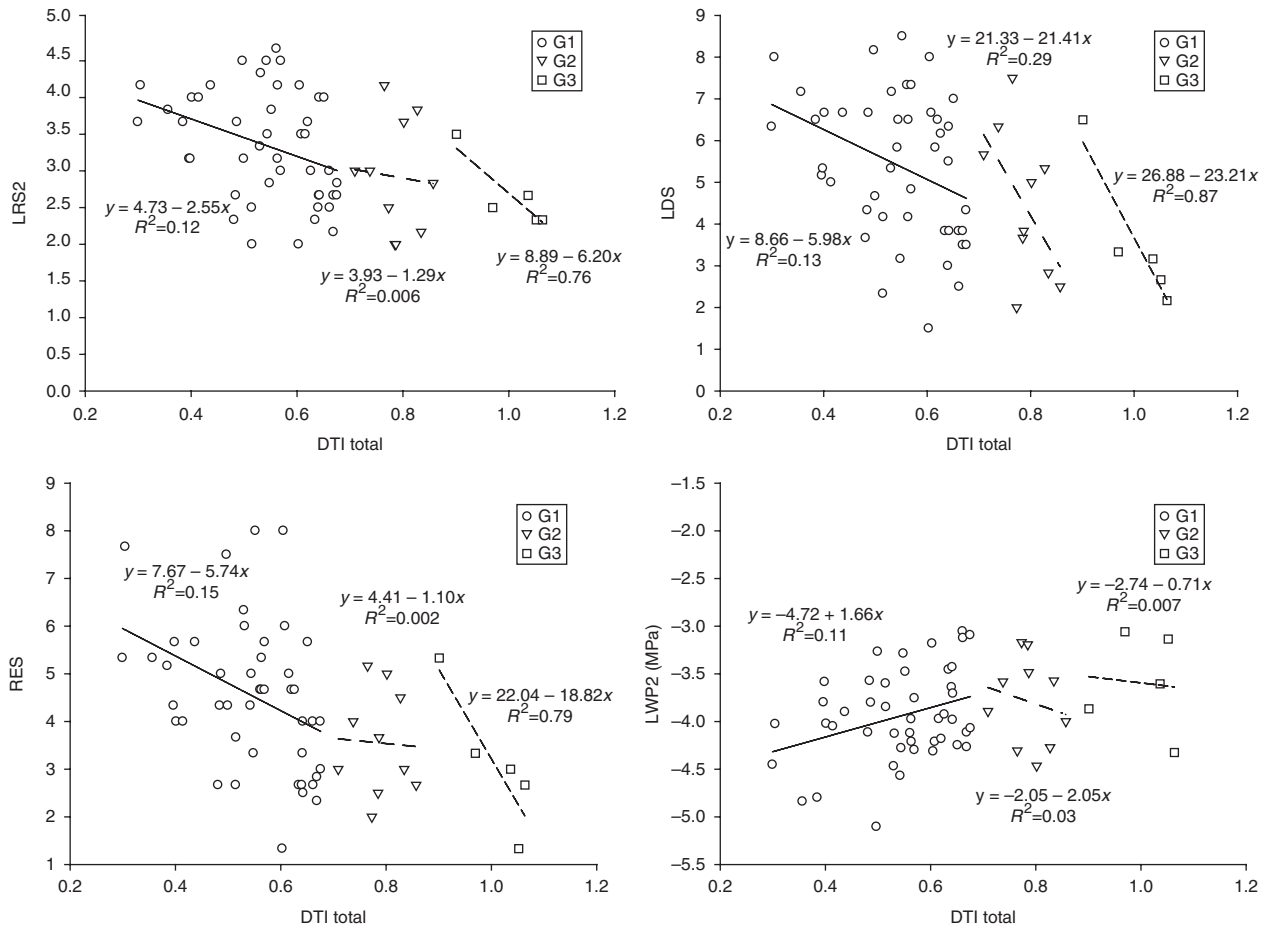 5.0
4.5
4.0
3.5
3.0
2.5
2.0
1.5
1.0
0.5
0.0
LRS2
G1
G2
G3
y = 4.73 – 2.55x
R2=0.12
y = 3.93 – 1.29x
R2=0.006
y = 8.89 – 6.20x
R2=0.76
0.2 0.4 0.6 0.8 1.0 1.2
DTI total
9
8
7
6
5
4
3
2
1
0
LDS
G1
G2
G3
y = 21.33 – 21.41x
R2=0.29
y = 26.88 – 23.21x
R2=0.87
y = 8.66 – 5.98x
R2=0.13
0.2 0.4 0.6 0.8 1.0 1.2
DTI total
9
8
7
6
5
4
3
2
1
RES
G1
G2
G3
y = 7.67 – 5.74x
R2=0.15
y = 4.41 – 1.10x
R2=0.002
y = 22.04 – 18.82x
R2=0.79
0.2 0.4 0.6 0.8 1.0 1.2
DTI total
–1.5
–2.0
–2.5
–3.0
–3.5
–4.0
–4.5
–5.0
–5.5
LWP2 (MPa)
G1
G2
G3
y = –2.74 – 0.71x
R2=0.007
y = –4.72 + 1.66x
R2=0.11
y = –2.05 – 2.05x
R2=0.03
0.2 0.4 0.6 0.8 1.0 1.2
DTI total